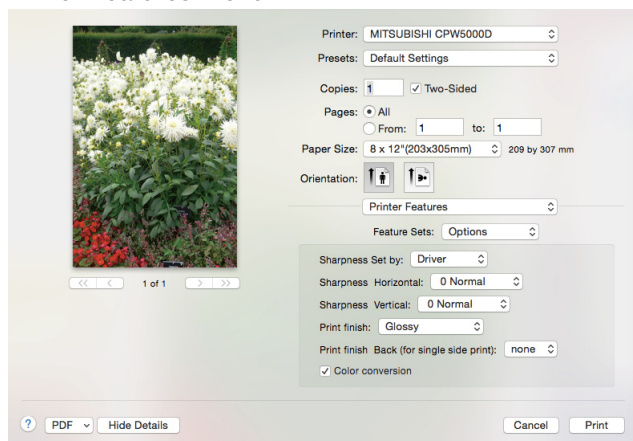 Printer: MITSUBISHI CPW5000D
Presets: Default Settings
Copies: 1 Two-Sided
Pages: All
From: 1 to: 1
Paper Size: 8 x 12"(203x305mm) 209 by 307 mm
Orientation:
Printer Features
Feature Sets: Options
Sharpness Set by: Driver
Sharpness Horizontal: 0 Normal
Sharpness Vertical: 0 Normal
Print finish: Glossy
Print finish Back (for single side print): none
Color conversion
<< < 1 of 1 > >>
? PDF Hide Details Cancel Print